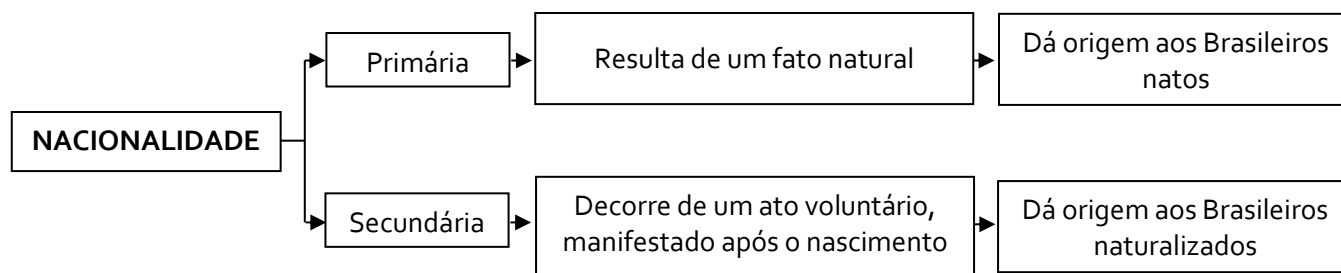 NACIONALIDADE
Primária
Resulta de um fato natural
Dá origem aos Brasileiros
natos
Secundária
Decorre de um ato voluntário,
manifestado após o nascimento
Dá origem aos Brasileiros
naturalizados